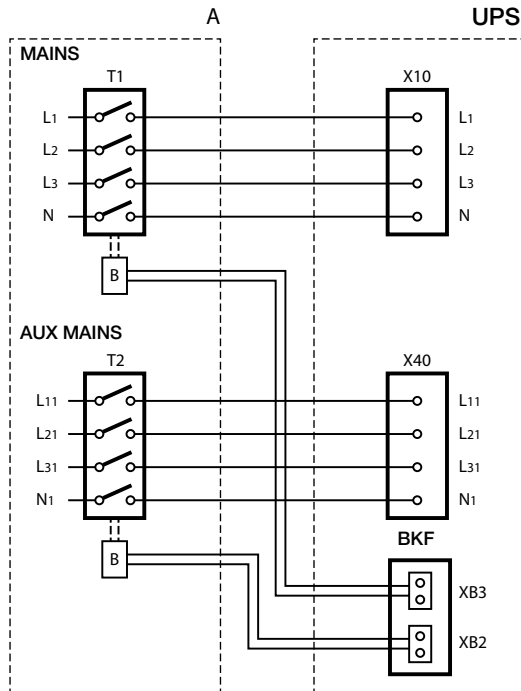 A UPS
MAINS
T1 X10
L1 L1
L2 L2
L3 L3
N N
B
AUX MAINS
T2 X40
L11 L11
L21 L21
L31 L31
N1 N1
BKF
B
XB3
XB2